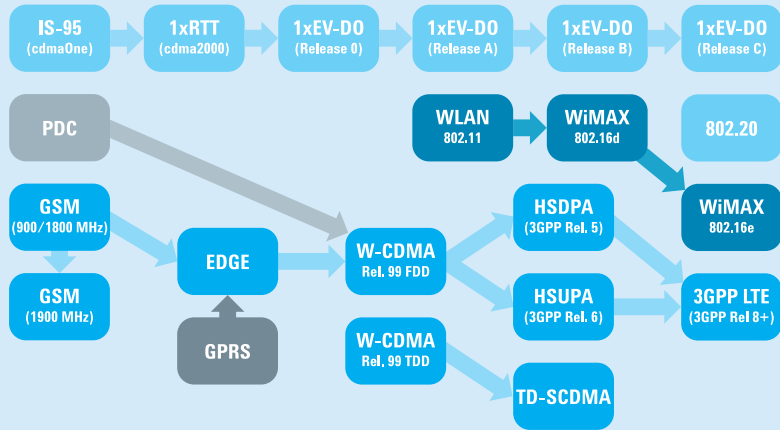 IS-95
(cdmaOne)
1xRTT
(cdma2000)
1xEV-DO
(Release 0)
1xEV-DO
(Release A)
1xEV-DO
(Release B)
1xEV-DO
(Release C)
PDC
WLAN
802.11
WiMAX
802.16d
802.20
GSM
(900/1800 MHz)
EDGE
W-CDMA
Rel. 99 FDD
HSDPA
(3GPP Rel. 5)
WiMAX
802.16e
GSM
(1900 MHz)
GPRS
W-CDMA
Rel. 99 TDD
HSUPA
(3GPP Rel. 6)
3GPP LTE
(3GPP Rel 8+)
TD-SCDMA